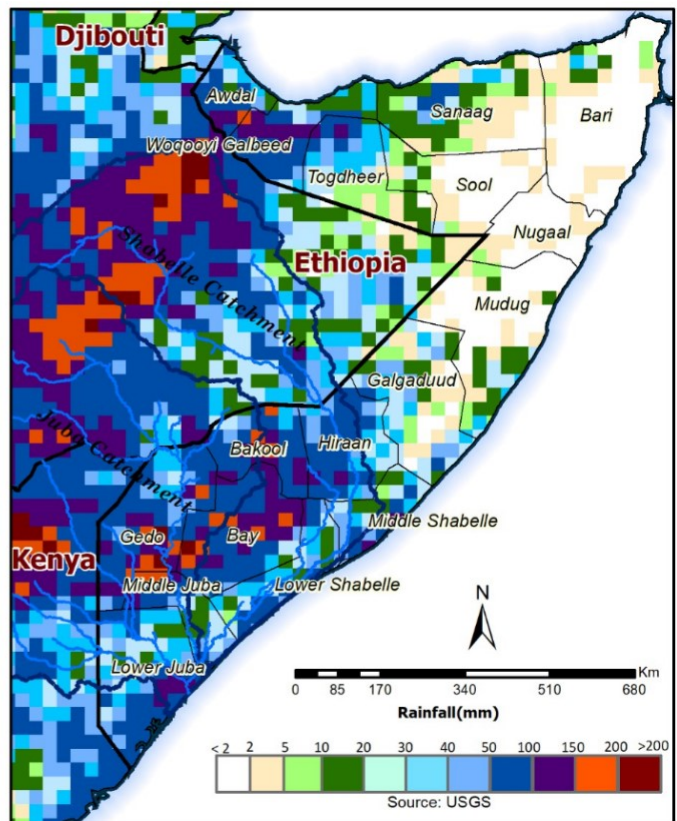 Djibouti
Awdal
Sanaag
Bari
Woqooyi Galbeed
Togdheer
Sool
Shabelle Catchment
Ethiopia
Nugaal
Mudug
Galgaduud
Juba Catchment
Bakool
Hiraan
Gedo
Bay
Middle Shabelle
Kenya
Middle Juba
Lower Shabelle
N
Lower Juba
Km
0 85 170 340 510 680
Rainfall(mm)
< 2 2 5 10 20 30 40 50 100 150 200 >200
Source: USGS